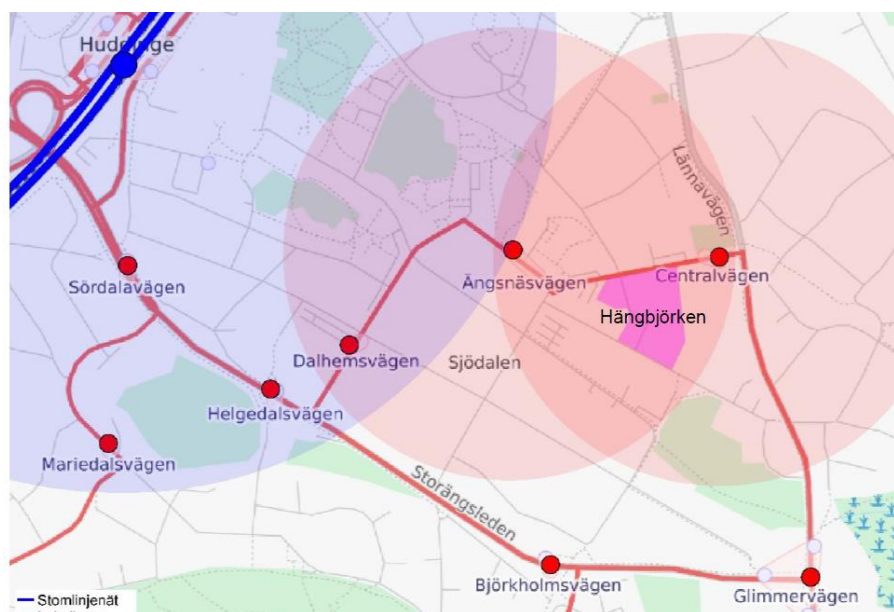 Huddinge
Lännavägen
Ängsnäsvägen
Centralvägen
Sördalavägen
Hängbjörken
Dalhemsvägen
Sjödalen
Helgedalsvägen
Mariedalsvägen
Storängsleden
Björkholmsvägen
Glimmervägen
Stomlinjenät